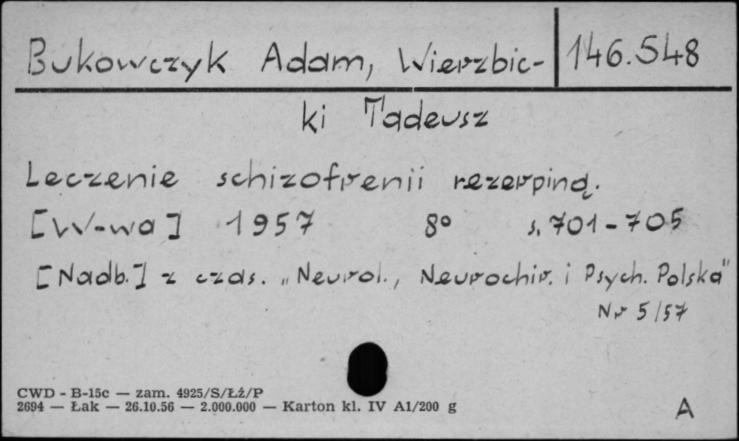 Bukowczyk Adam, Wierzbic- 146.548
ki Tadeusz
Leczenie schizofrenii rezerpiną.
[W-wa] 1957 8° s. 701-705
[Nadb.] z czas. „Neurol., Neurochir. i Psych. Polska"
Nr 5/57
CWD - B-15c — zam. 4925/S/Łź/P
2694 — Łak — 26.10.56 — 2.000.000 — Karton kl. IV A1/200 g
A